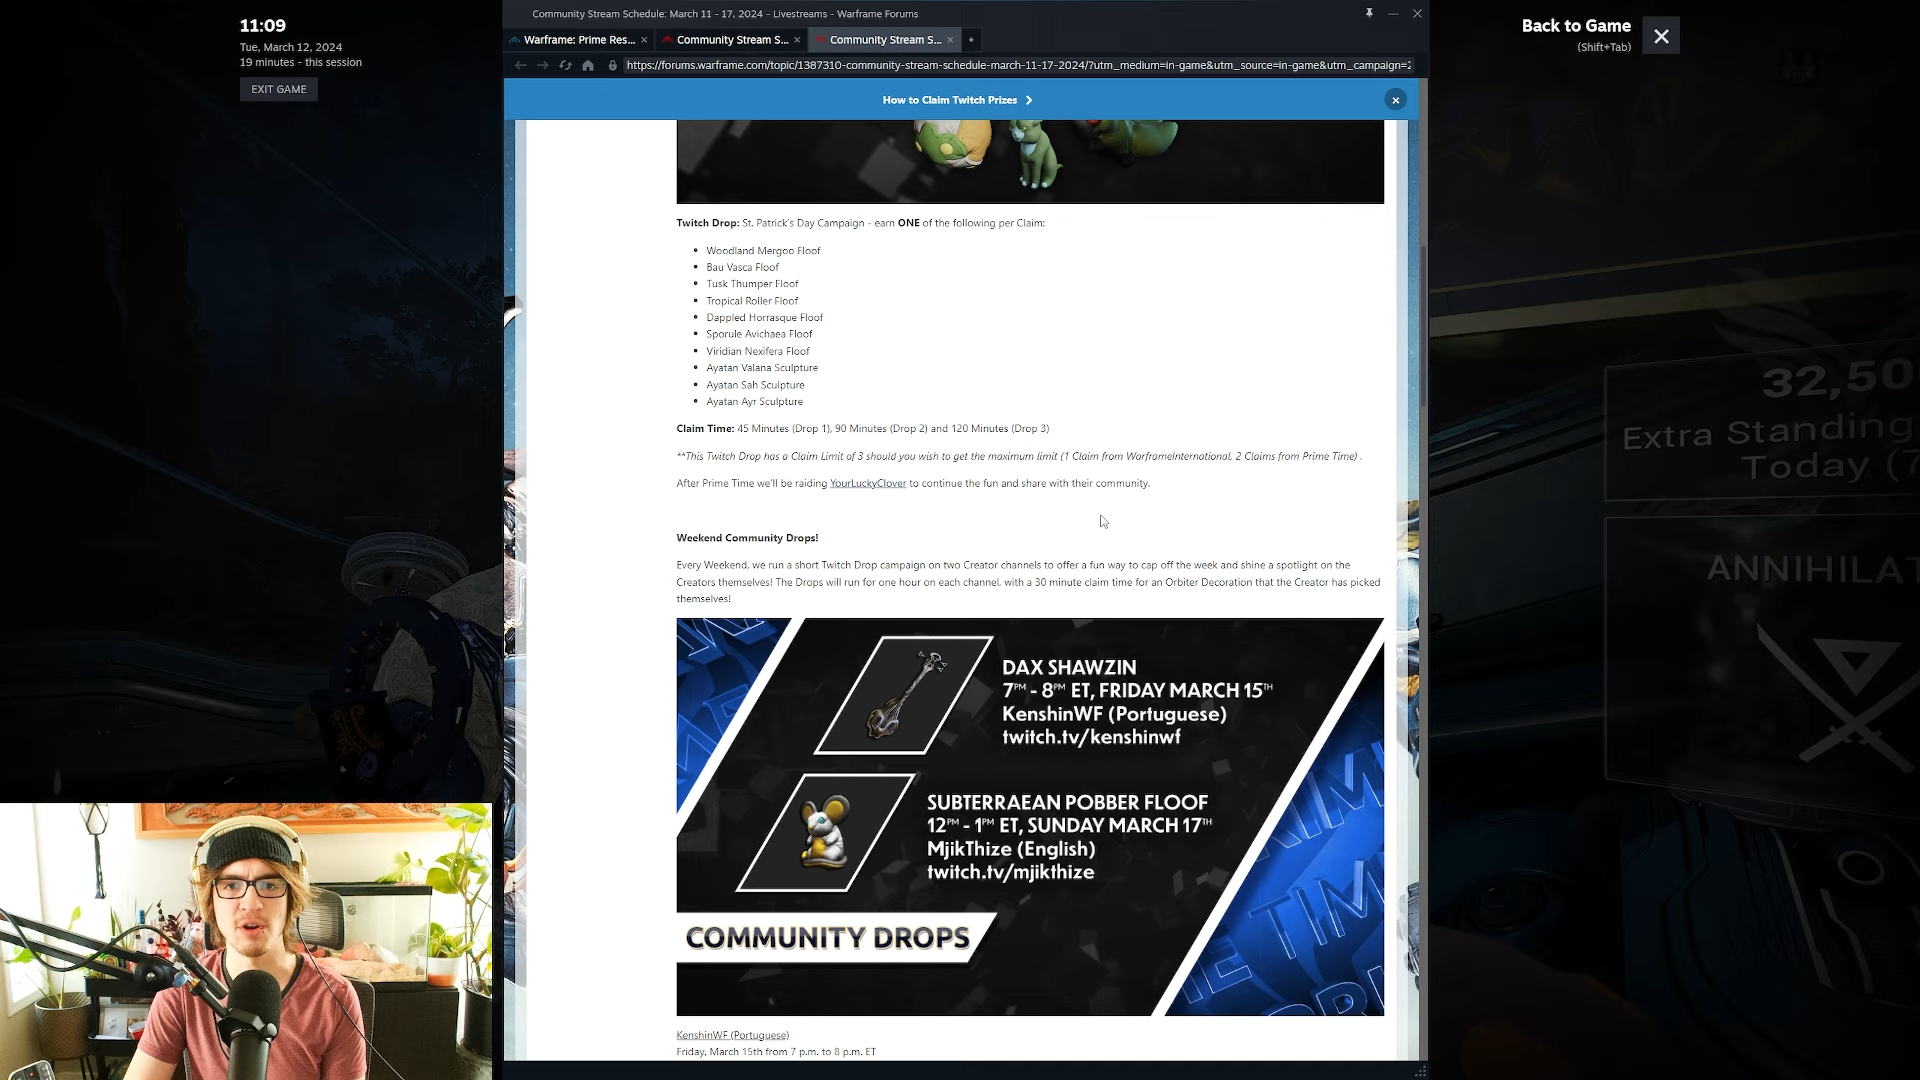 11:09
Tue, March 12, 2024
19 minutes - this session
EXIT GAME
Community Stream Schedule: March 11 - 17, 2024 - Livestreams - Warframe Forums
Warframe: Prime Res...
Community Stream S...
Community Stream S...
https://forums.warframe.com/topic/1387310-community-stream-schedule-march-11-17-2024/?utm_medium=in-game&utm_source=in-game&utm_campaign=2
Back to Game
(Shift+Tab)
How to Claim Twitch Prizes
Twitch Drop: St. Patrick's Day Campaign - earn ONE of the following per Claim:
Woodland Mergoo Floof
Bau Vasca Floof
Tusk Thumper Floof
Tropical Roller Floof
Dappled Horrasque Floof
Sporule Avichaea Floof
Viridian Nexifera Floof
Ayatan Valana Sculpture
Ayatan Sah Sculpture
Ayatan Ayr Sculpture
Claim Time: 45 Minutes (Drop 1), 90 Minutes (Drop 2) and 120 Minutes (Drop 3)
**This Twitch Drop has a Claim Limit of 3 should you wish to get the maximum limit (1 Claim from WarframeInternational, 2 Claims from Prime Time) .
After Prime Time we'll be raiding YourLuckyClover to continue the fun and share with their community.
Weekend Community Drops!
Every Weekend, we run a short Twitch Drop campaign on two Creator channels to offer a fun way to cap off the week and shine a spotlight on the
Creators themselves! The Drops will run for one hour on each channel, with a 30 minute claim time for an Orbiter Decoration that the Creator has picked
themselves!
DAX SHAWZIN
7PM - 8PM ET, FRIDAY MARCH 15TH
KenshinWF (Portuguese)
twitch.tv/kenshinwf
SUBTERRAEAN POBBER FLOOF
12PM - 1PM ET, SUNDAY MARCH 17TH
MjikThize (English)
twitch.tv/mjikthize
COMMUNITY DROPS
KenshinWF (Portuguese)
Friday, March 15th from 7 p.m. to 8 p.m. ET
32,50
Extra Standing
Today (7
ANNIHILAT